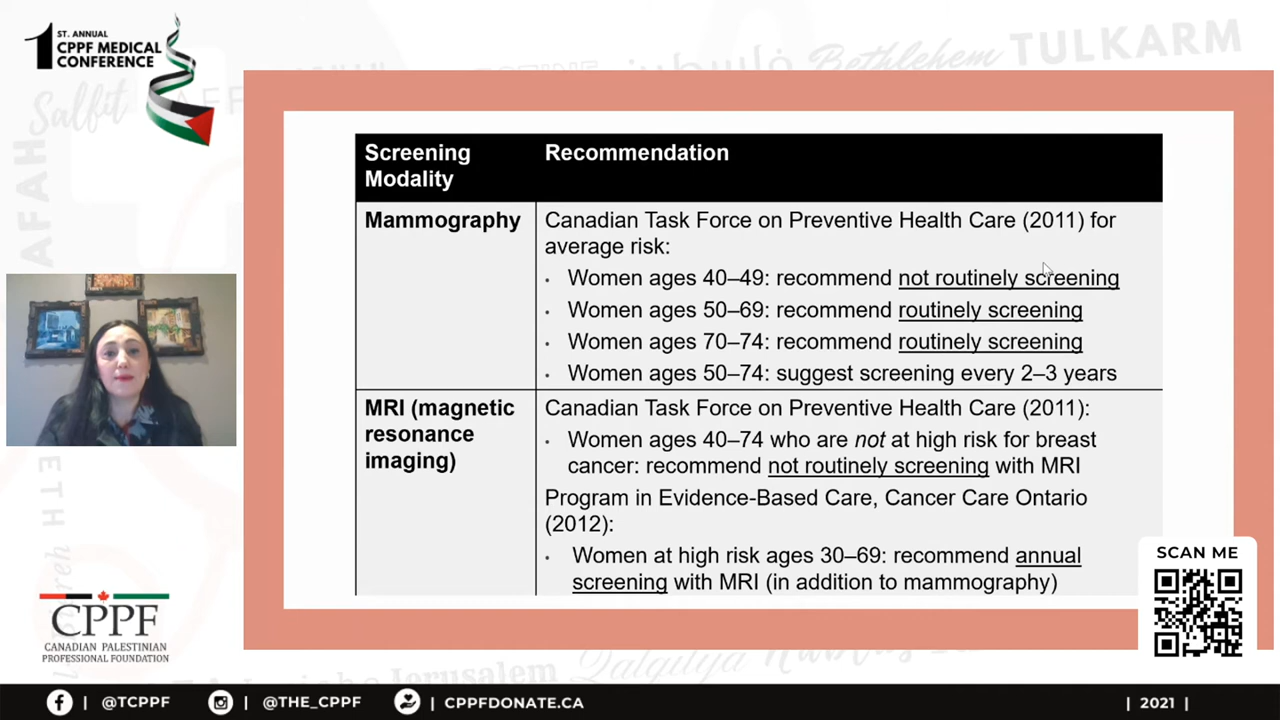 1 ST. ANNUAL
CPPF MEDICAL
CONFERENCE
Salfit
Bethlehem
TULKARM
Screening
Modality
Recommendation
Mammography
Canadian Task Force on Preventive Health Care (2011) for
average risk:
• Women ages 40–49: recommend not routinely screening
• Women ages 50–69: recommend routinely screening
• Women ages 70–74: recommend routinely screening
• Women ages 50–74: suggest screening every 2–3 years
MRI (magnetic
resonance
imaging)
Canadian Task Force on Preventive Health Care (2011):
• Women ages 40–74 who are not at high risk for breast
cancer: recommend not routinely screening with MRI
Program in Evidence-Based Care, Cancer Care Ontario
(2012):
• Women at high risk ages 30–69: recommend annual
screening with MRI (in addition to mammography)
SCAN ME
CPPF
CANADIAN PALESTINIAN
PROFESSIONAL FOUNDATION
Jerusalem
Qalqilya
| @TCPPF
| @THE_CPPF
| CPPFDONATE.CA
| 2021 |